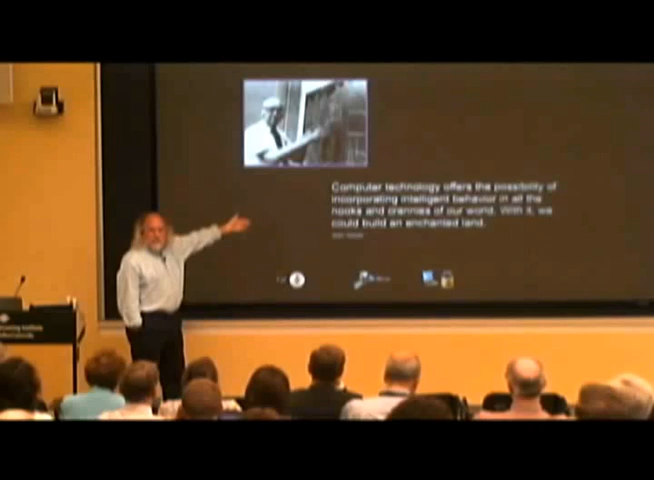 Computer technology offers the possibility of
incorporating intelligent behavior in all the
nooks and crannies of our world. With it, we
could build an enchanted land.